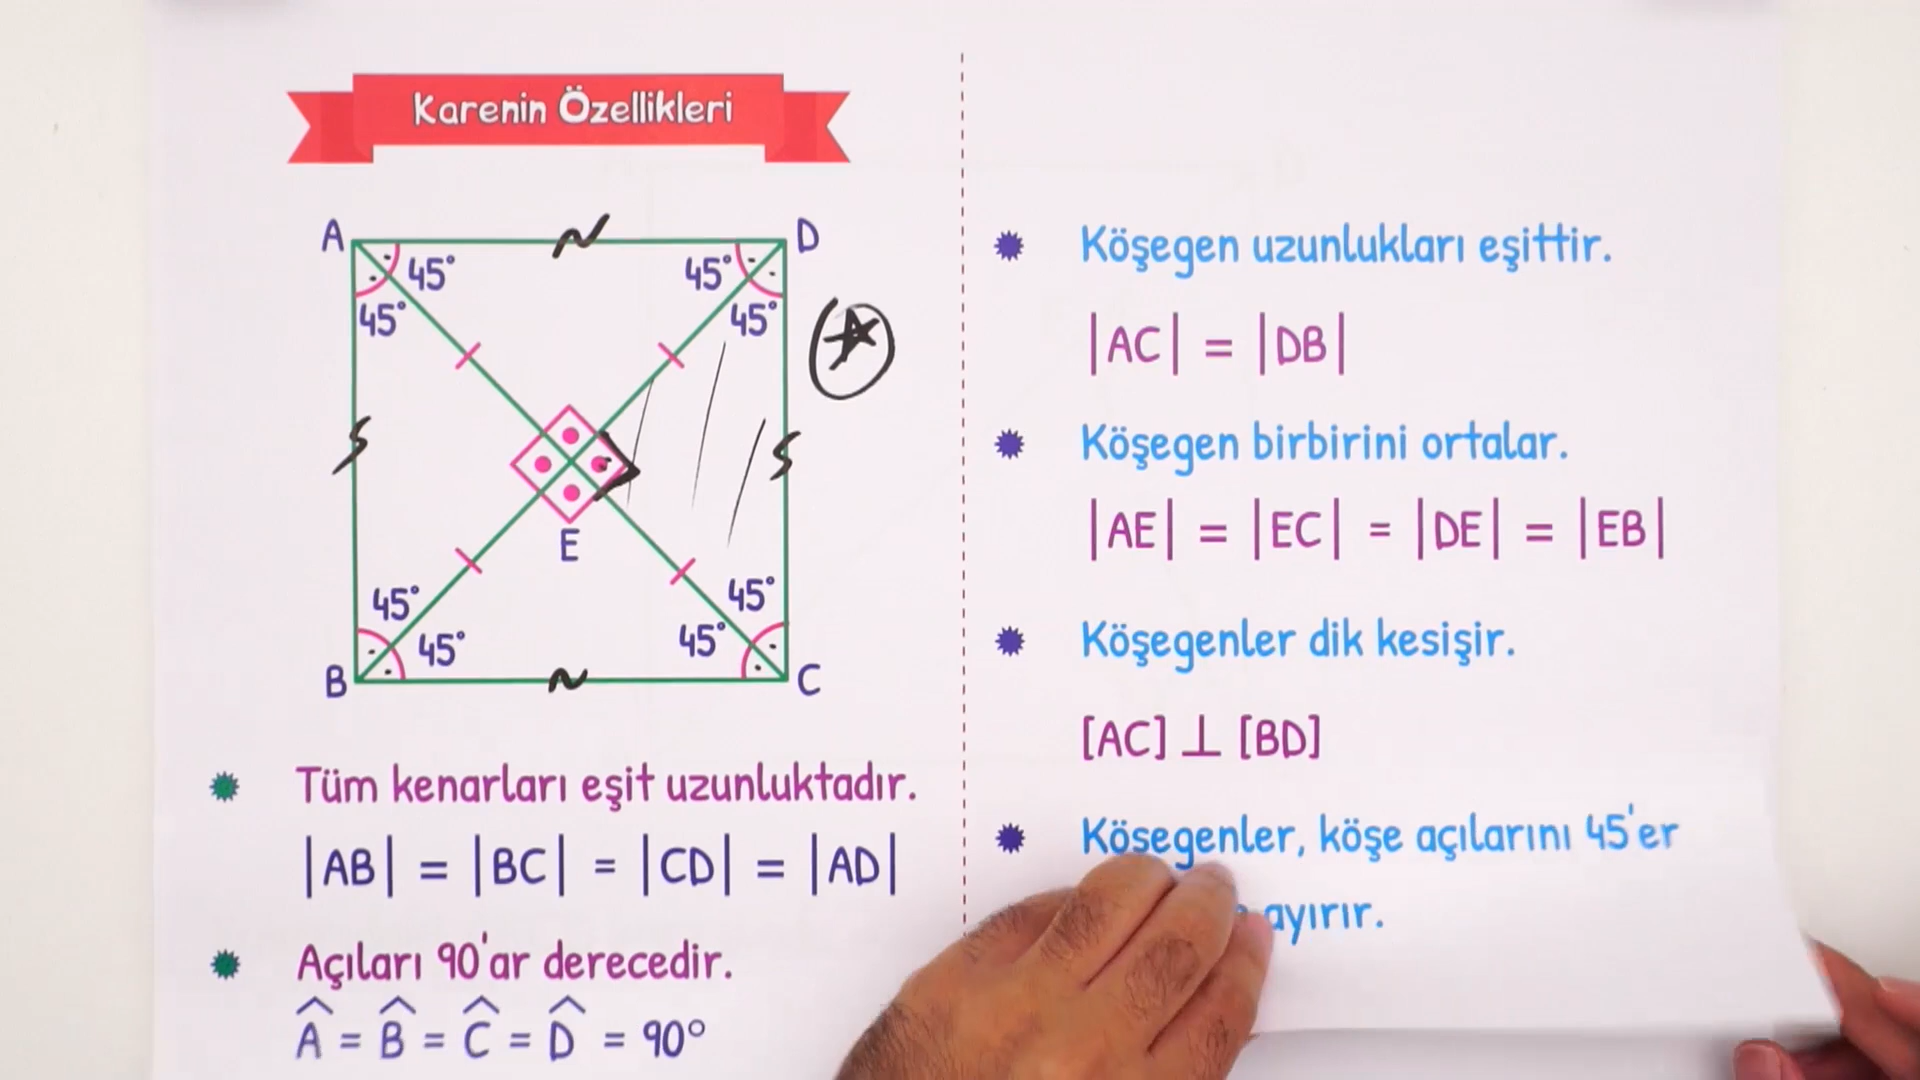 Karenin Özellikleri
A
D
45°
45°
45°
45°
E
45°
45°
45°
45°
B
C
Tüm kenarları eşit uzunluktadır.
|AB| = |BC| = |CD| = |AD|
Açıları 90'ar derecedir.
Â = B̂ = Ĉ = D̂ = 90°
Köşegen uzunlukları eşittir.
|AC| = |DB|
Köşegen birbirini ortalar.
|AE| = |EC| = |DE| = |EB|
Köşegenler dik kesişir.
[AC] ⊥ [BD]
Köşegenler, köşe açılarını 45'er
ayırır.